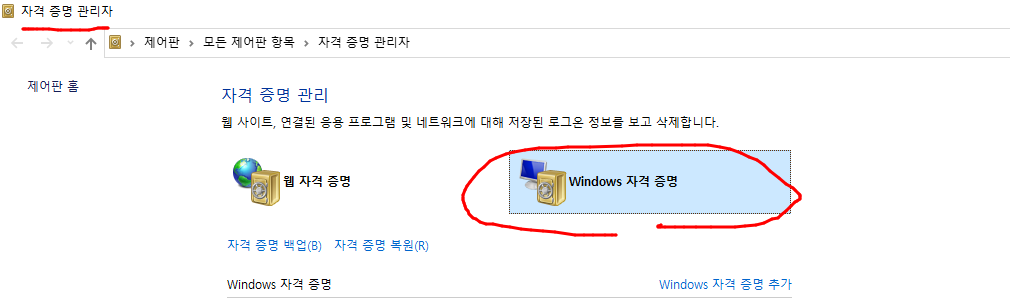 자격 증명 관리자
제어판 › 모든 제어판 항목 › 자격 증명 관리자
제어판 홈
자격 증명 관리
웹 사이트, 연결된 응용 프로그램 및 네트워크에 대해 저장된 로그온 정보를 보고 삭제합니다.
웹 자격 증명 Windows 자격 증명
자격 증명 백업(B) 자격 증명 복원(R)
Windows 자격 증명 Windows 자격 증명 추가